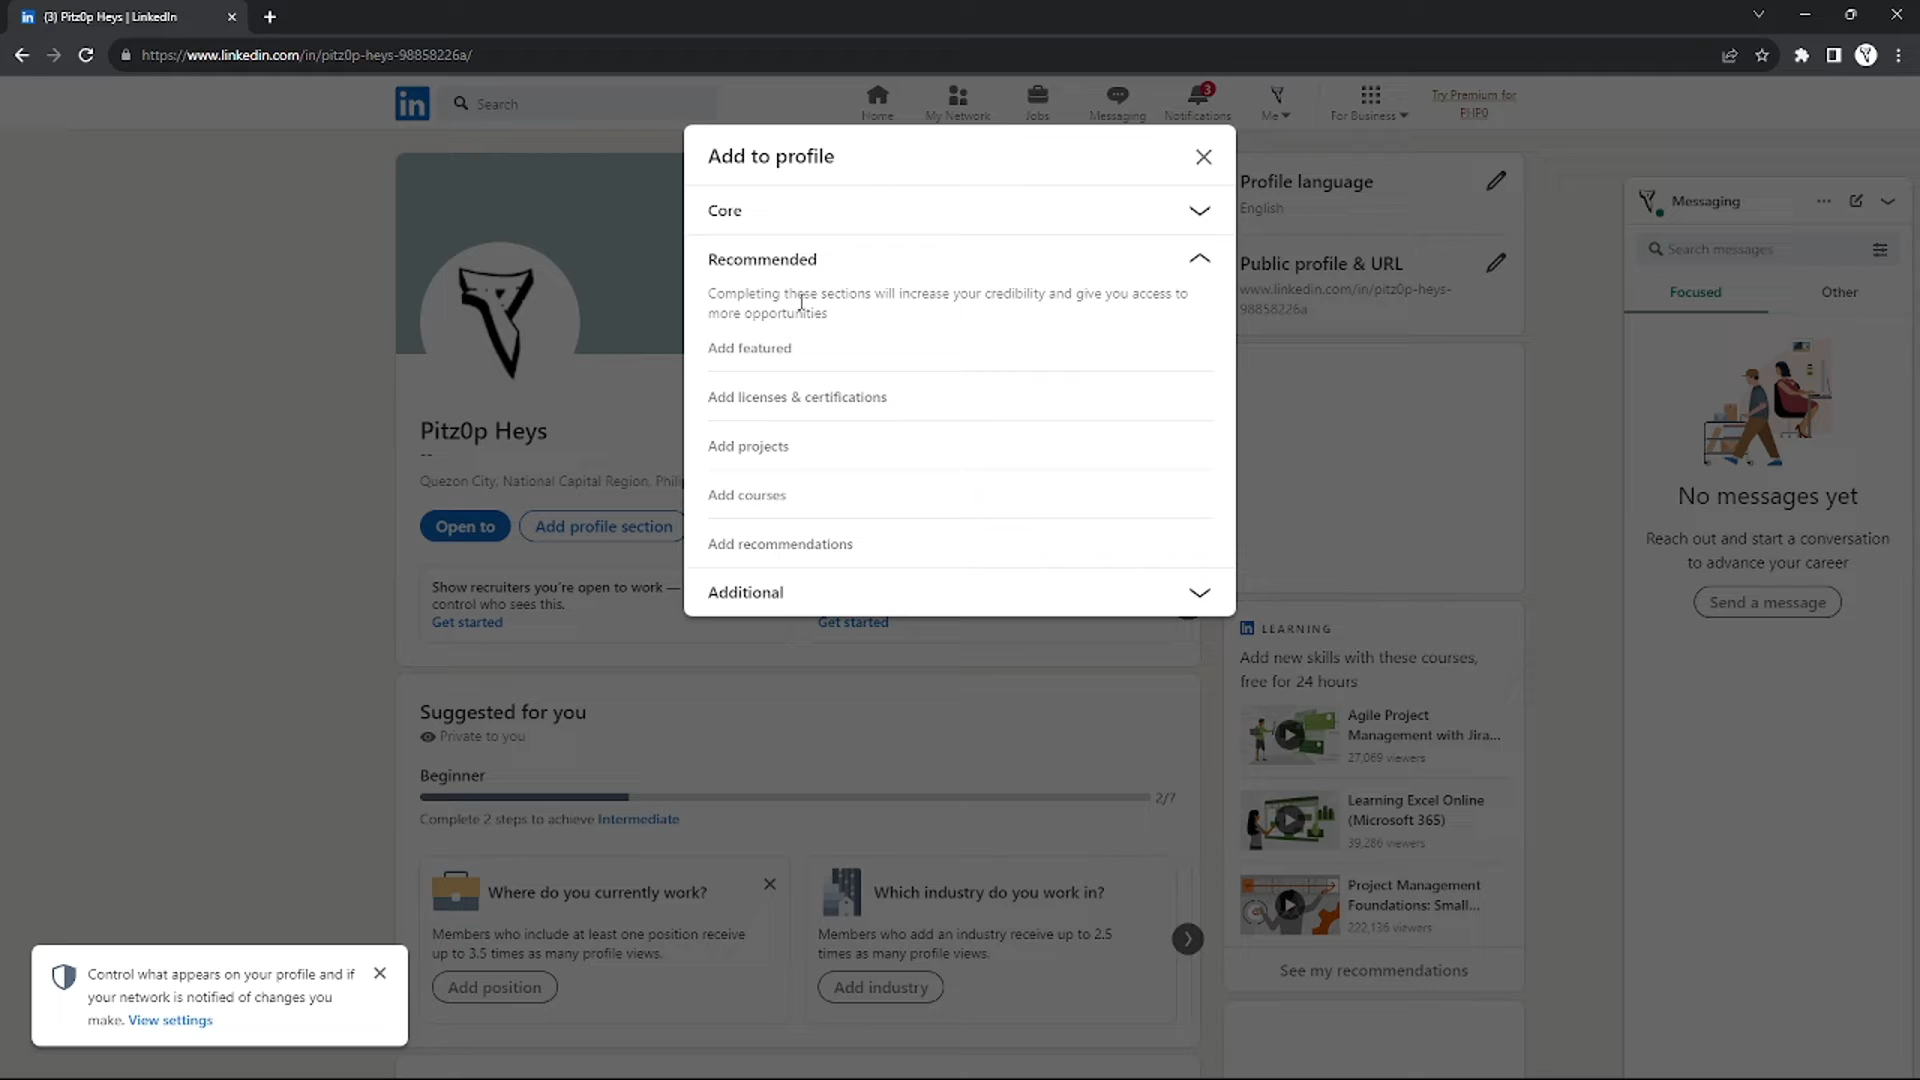 (3) Pitz0p Heys | LinkedIn
https://www.linkedin.com/in/pitz0p-heys-98858226a/
in
Search
Home
My Network
Jobs
Messaging
3
Notifications
Me
For Business
Try Premium for
PHP0
Add to profile
Core
Recommended
Completing these sections will increase your credibility and give you access to
more opportunities
Add featured
Add licenses & certifications
Add projects
Add courses
Add recommendations
Additional
Pitz0p Heys
--
Quezon City, National Capital Region,
Open to
Add profile section
Show recruiters you're open to work —
control who sees this.
Get started
Get started
Suggested for you
Private to you
Beginner
2/7
Complete 2 steps to achieve Intermediate
Where do you currently work?
Members who include at least one position receive
up to 3.5 times as many profile views.
Add position
Which industry do you work in?
Members who add an industry receive up to 2.5
times as many profile views.
Add industry
Profile language
English
Public profile & URL
www.linkedin.com/in/pitz0p-heys-
98858226a
in LEARNING
Add new skills with these courses,
free for 24 hours
Agile Project
Management with Jira...
27,069 viewers
Learning Excel Online
(Microsoft 365)
39,286 viewers
Project Management
Foundations: Small...
222,136 viewers
See my recommendations
Messaging
Search messages
Focused
Other
No messages yet
Reach out and start a conversation
to advance your career
Send a message
Control what appears on your profile and if
your network is notified of changes you
make. View settings